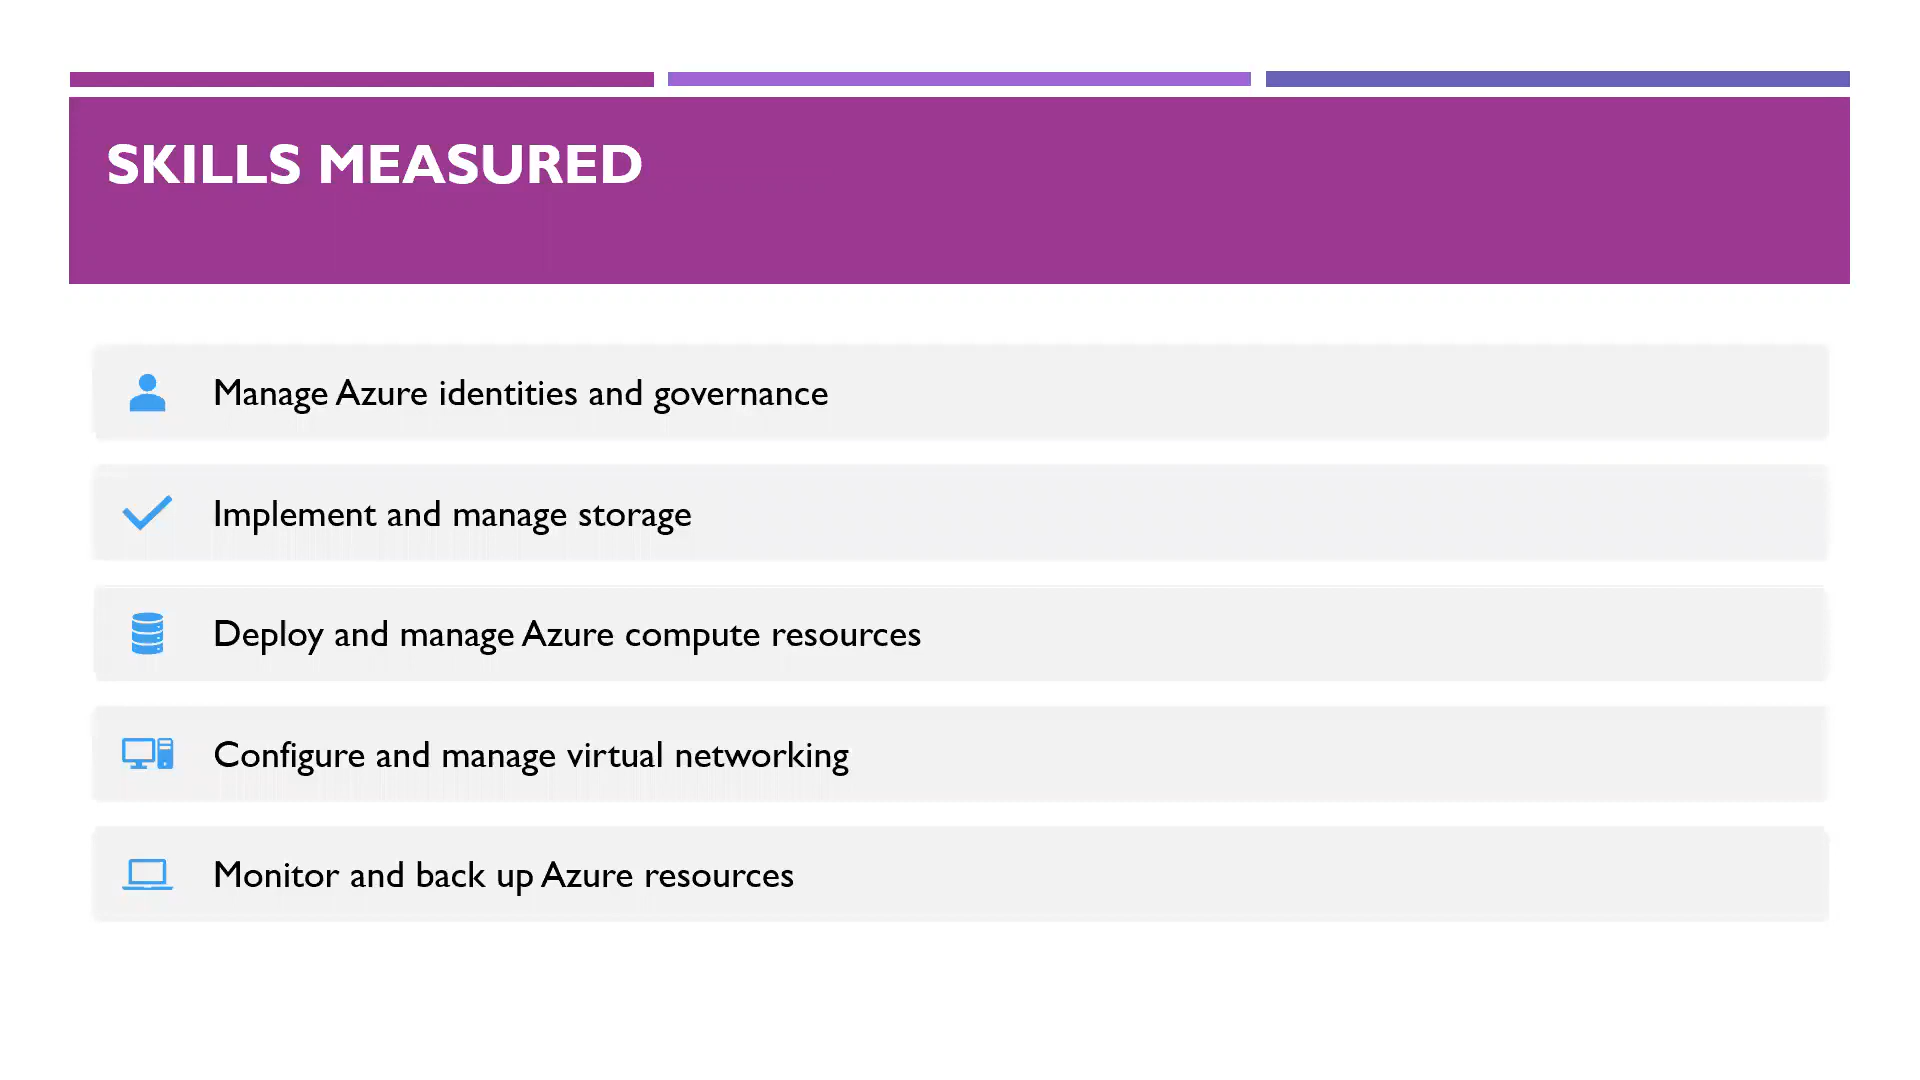 SKILLS MEASURED
Manage Azure identities and governance
Implement and manage storage
Deploy and manage Azure compute resources
Configure and manage virtual networking
Monitor and back up Azure resources